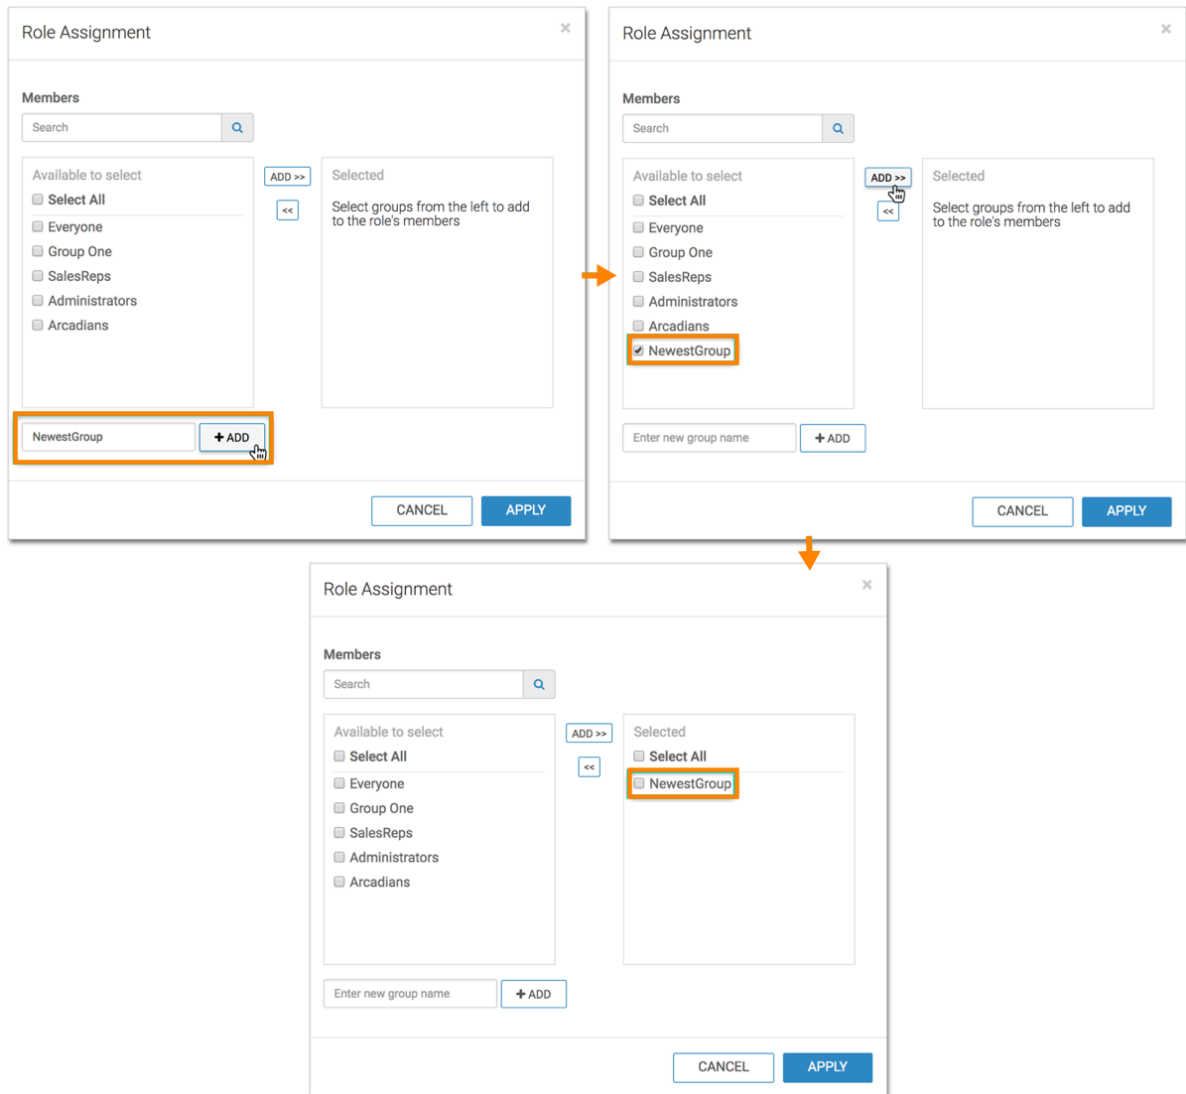 Role Assignment
×
Members
Search
Available to select
Select All
Everyone
Group One
SalesReps
Administrators
Arcadians
ADD >>
<<
Selected
Select groups from the left to add
to the role's members
NewestGroup
+ ADD
CANCEL
APPLY
Role Assignment
×
Members
Search
Available to select
Select All
Everyone
Group One
SalesReps
Administrators
Arcadians
NewestGroup
ADD >>
<<
Selected
Select groups from the left to add
to the role's members
Enter new group name
+ ADD
CANCEL
APPLY
Role Assignment
×
Members
Search
Available to select
Select All
Everyone
Group One
SalesReps
Administrators
Arcadians
ADD >>
<<
Selected
Select All
NewestGroup
Enter new group name
+ ADD
CANCEL
APPLY